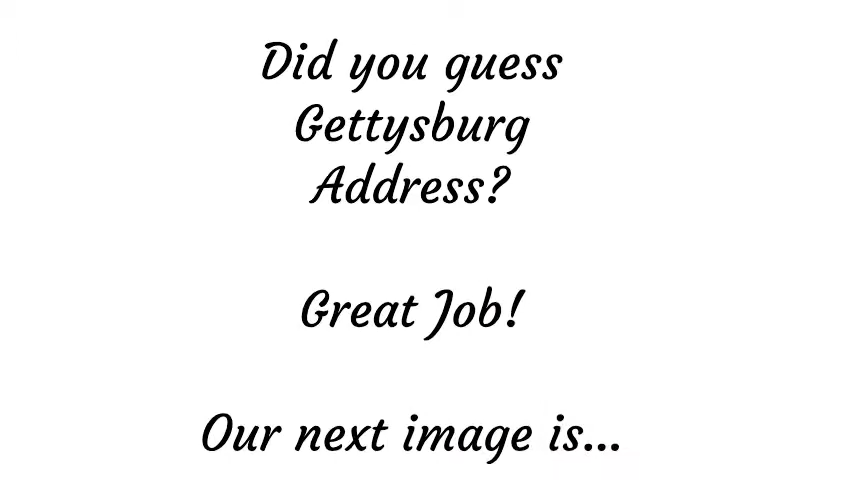 Did you guess
Gettysburg
Address?
Great Job!
Our next image is...